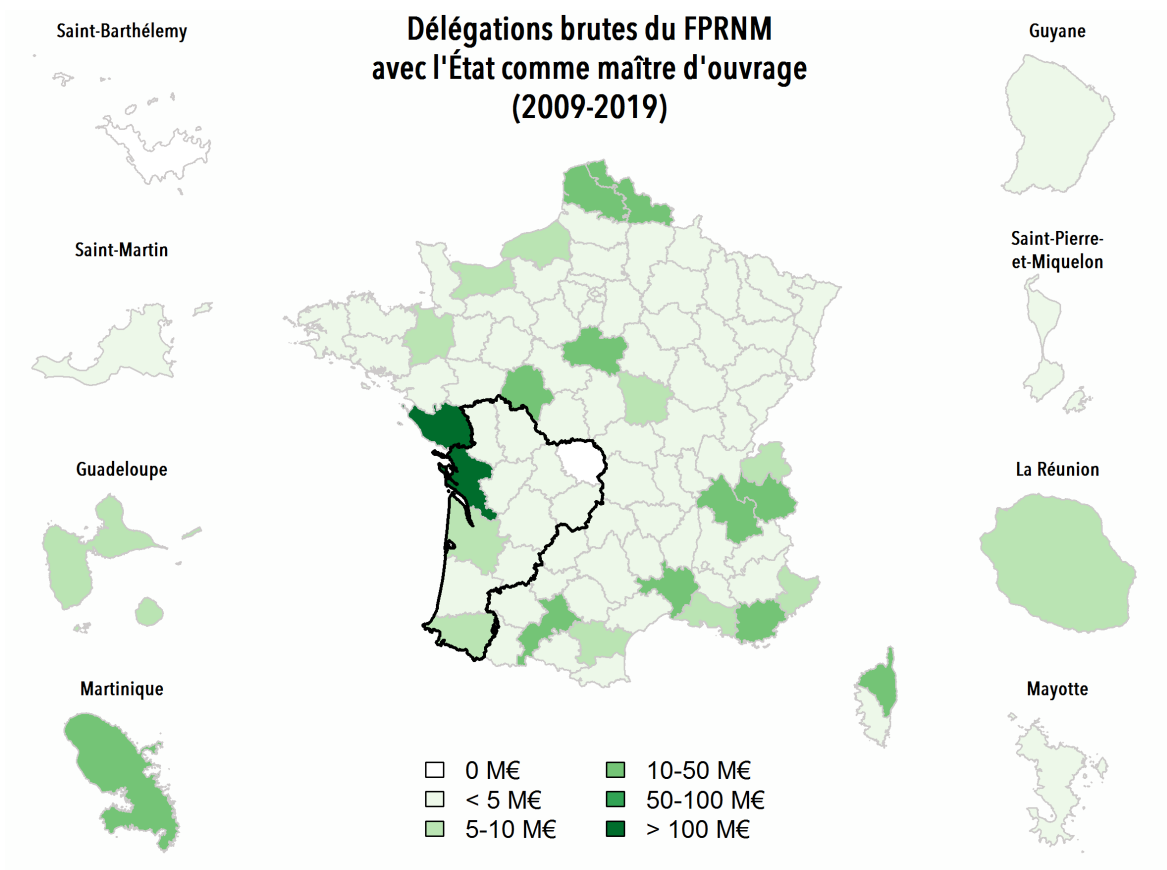 Délégations brutes du FPRNM
avec l'État comme maître d'ouvrage
(2009-2019)
Saint-Barthélemy
Guyane
Saint-Martin
Saint-Pierre-
et-Miquelon
Guadeloupe
La Réunion
Martinique
Mayotte
0 M€
< 5 M€
5-10 M€
10-50 M€
50-100 M€
> 100 M€